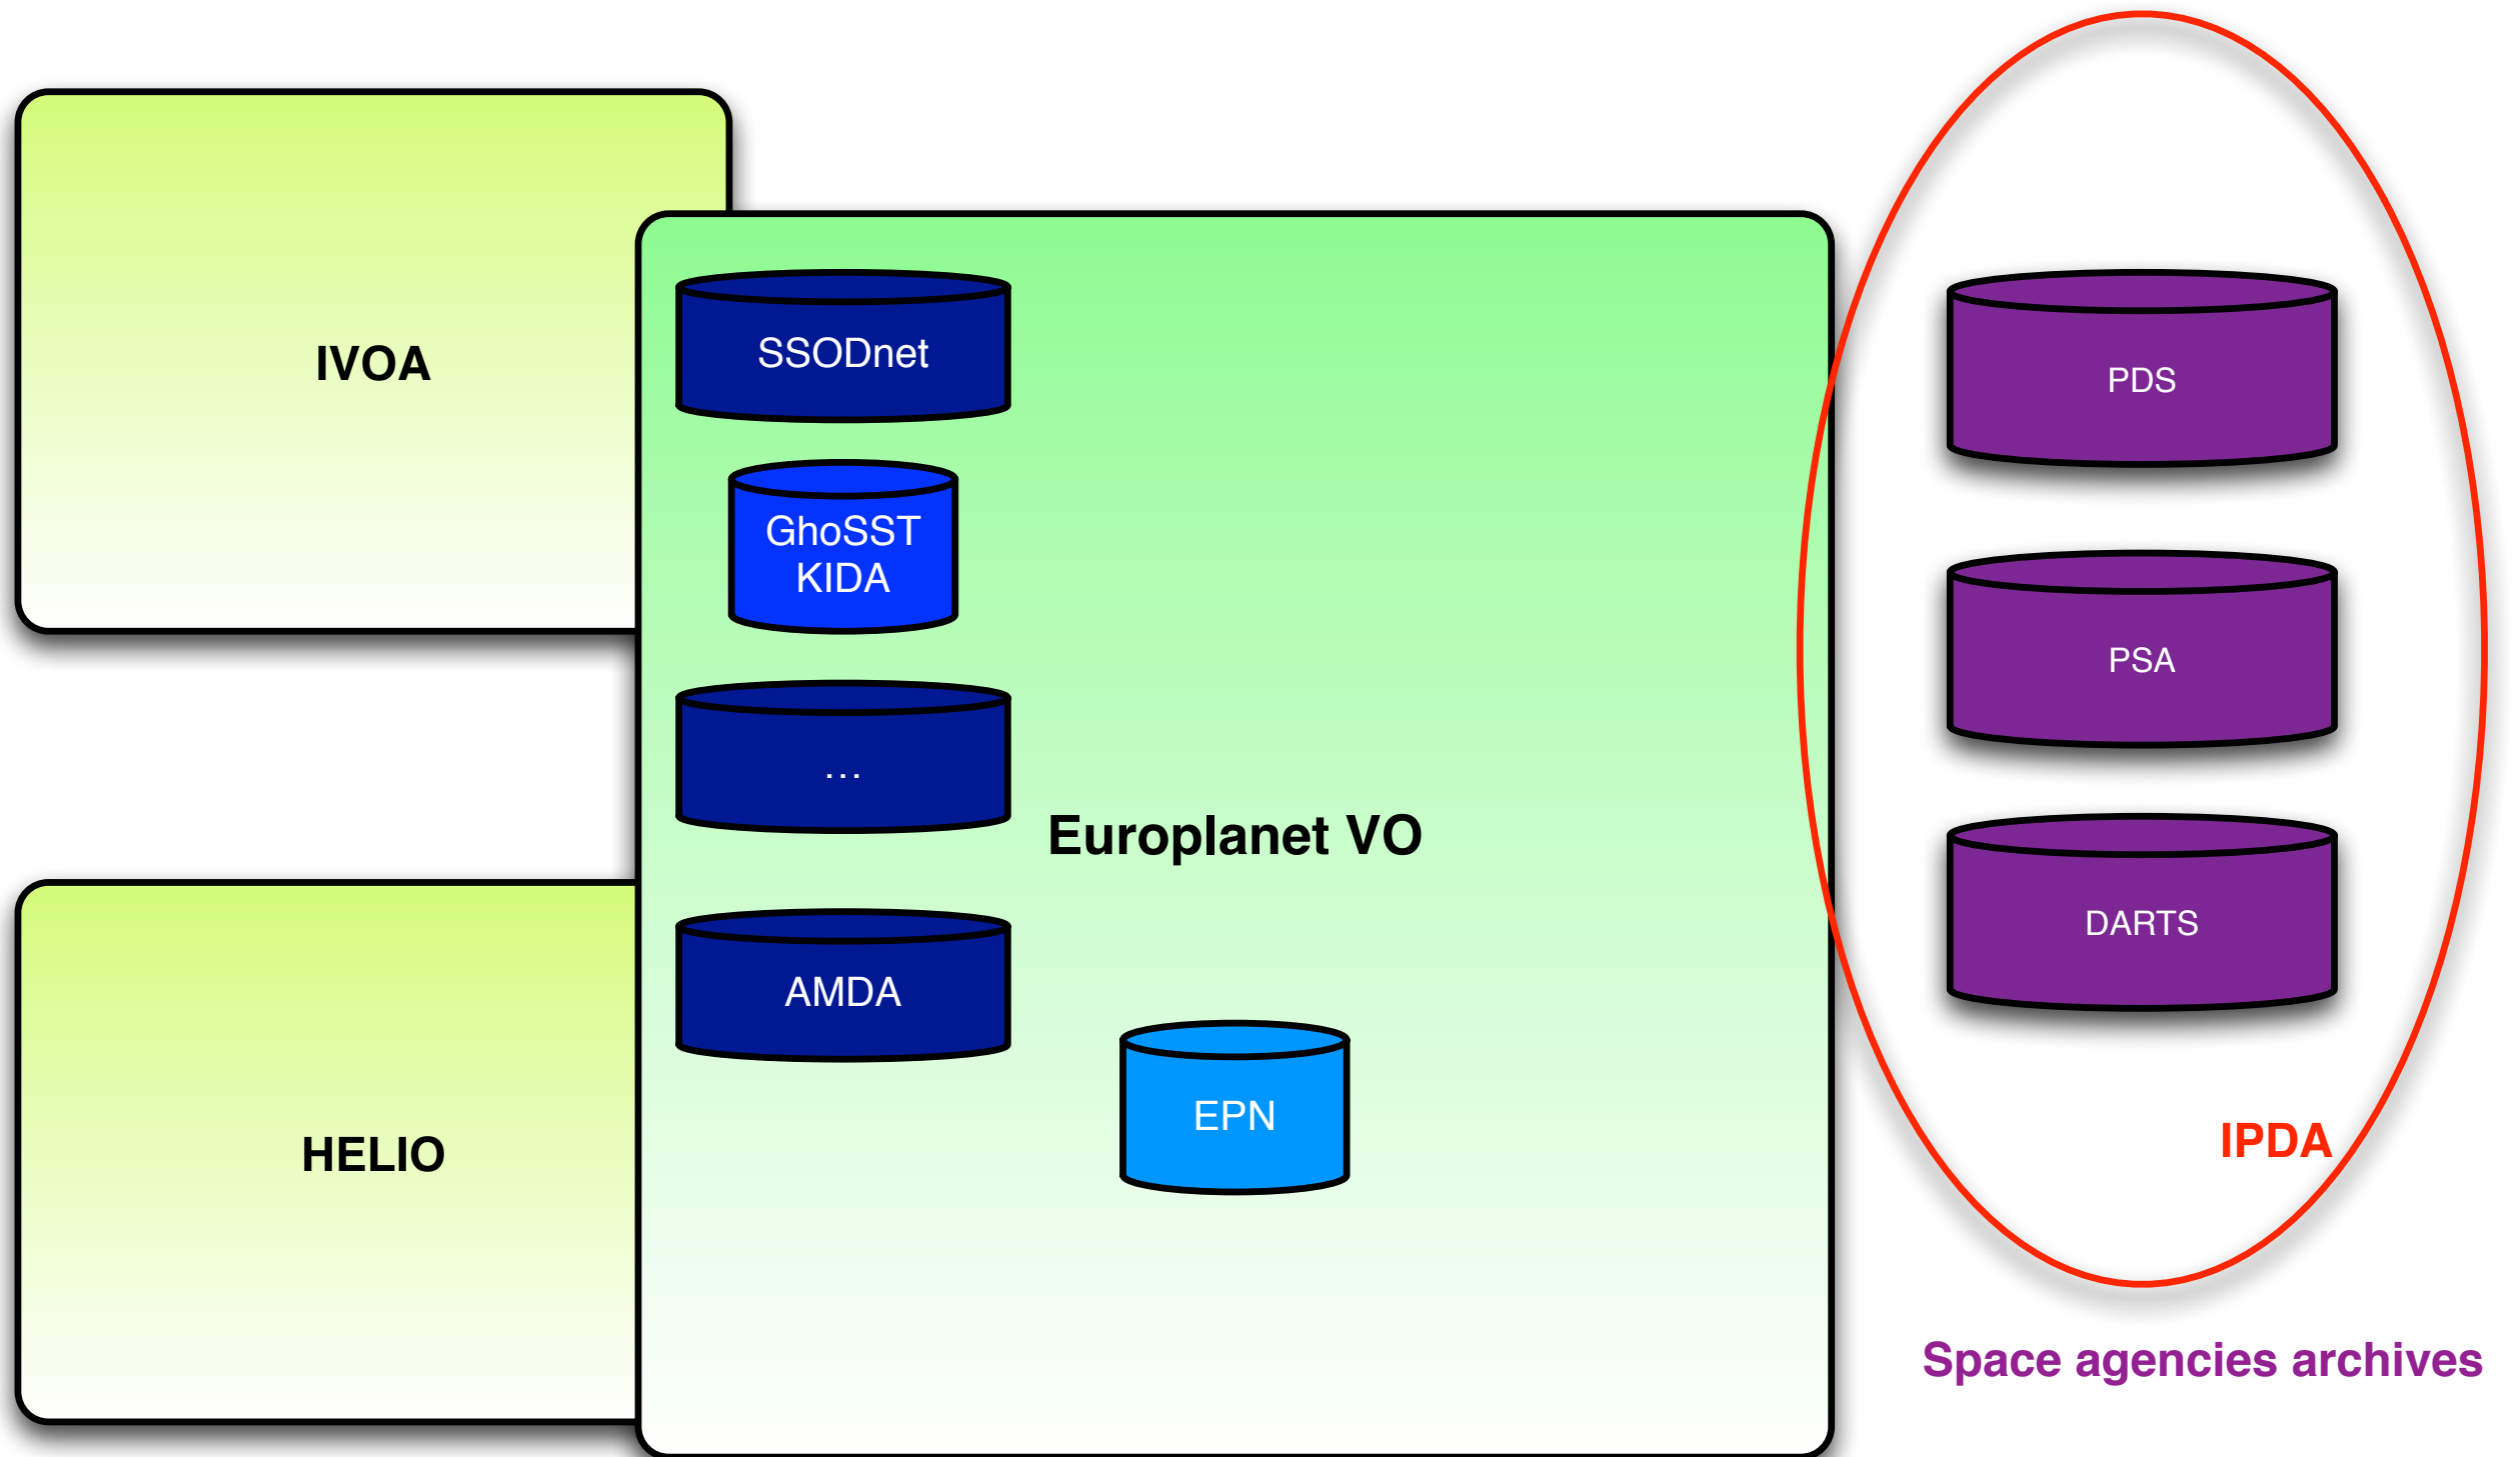 IVOA
SSODnet
GhoSST
KIDA
...
Europlanet VO
AMDA
EPN
HELIO
PDS
PSA
DARTS
IPDA
Space agencies archives